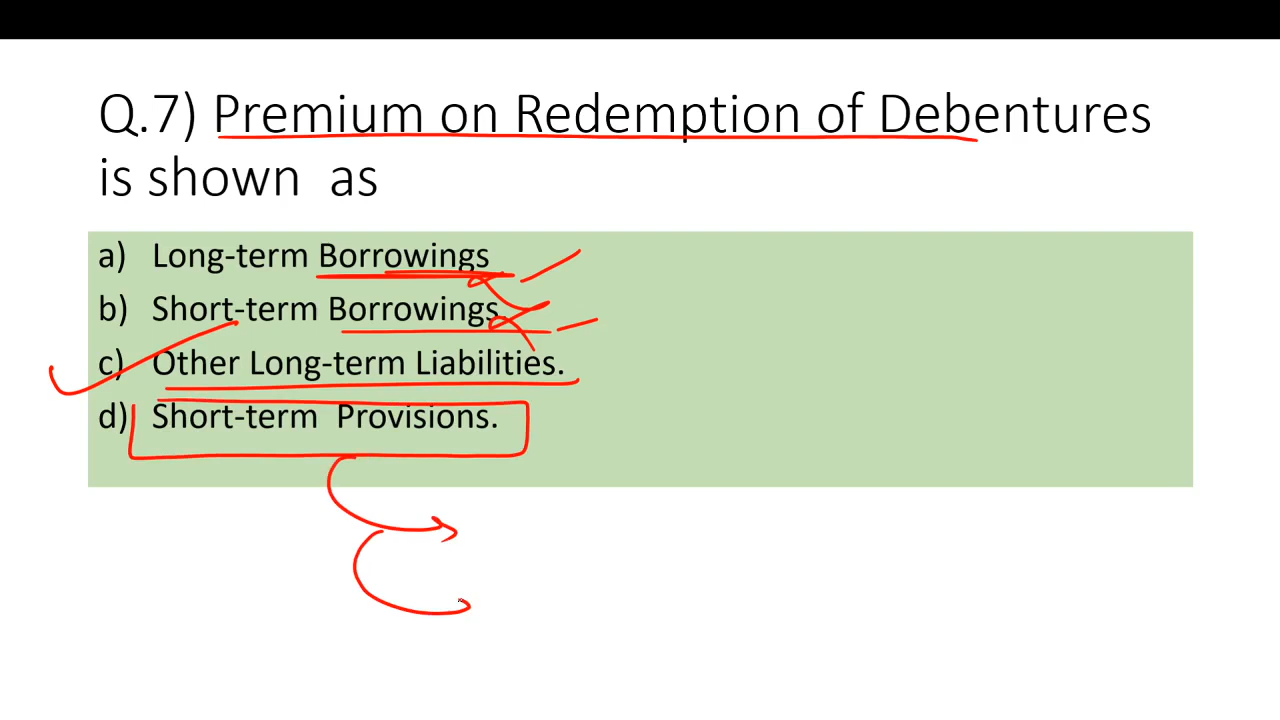 Q.7) Premium on Redemption of Debentures
is shown as
a) Long-term Borrowings
b) Short-term Borrowings.
c) Other Long-term Liabilities.
d) Short-term Provisions.